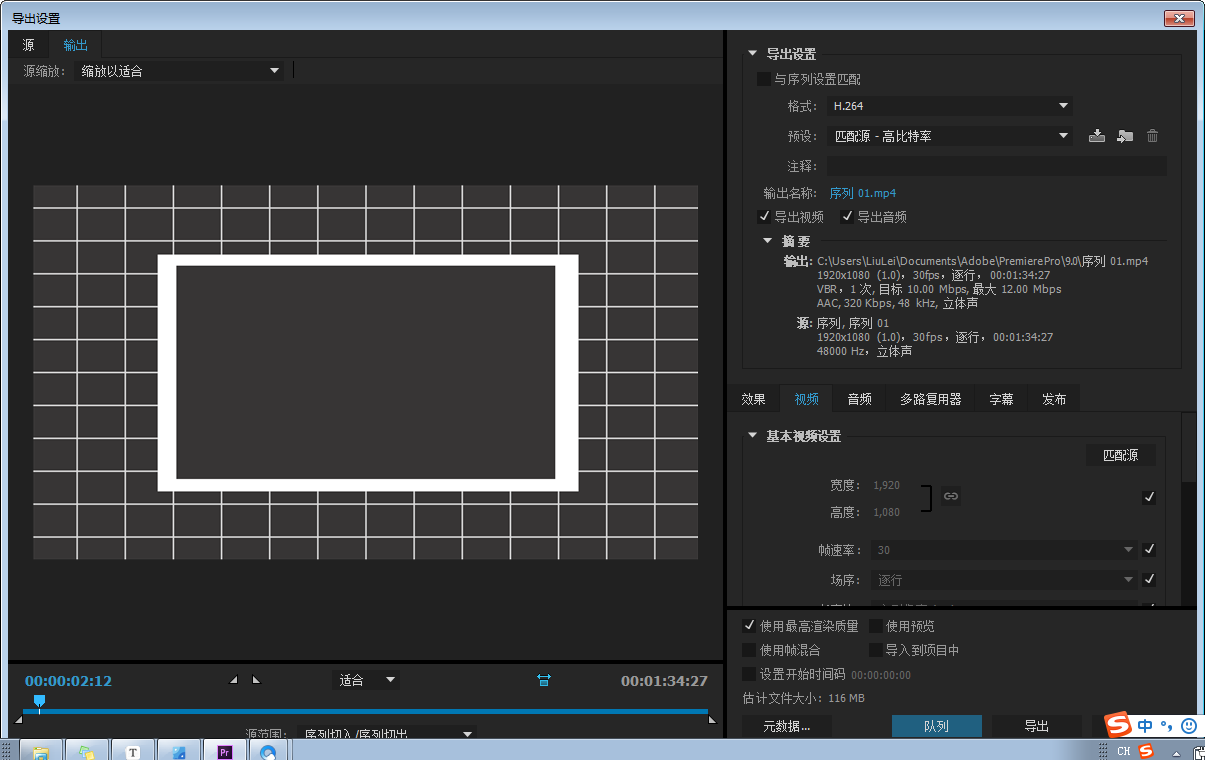 导出设置
源 输出
源缩放: 缩放以适合
导出设置
与序列设置匹配
格式: H.264
预设: 匹配源 - 高比特率
注释:
输出名称: 序列 01.mp4
导出视频 导出音频
摘要
输出: C:\Users\LiuLei\Documents\Adobe\PremierePro\9.0\序列 01.mp4
1920x1080 (1.0), 30fps, 逐行, 00:01:34:27
VBR, 1 次, 目标 10.00 Mbps, 最大 12.00 Mbps
AAC, 320 Kbps, 48 kHz, 立体声
源: 序列, 序列 01
1920x1080 (1.0), 30fps, 逐行, 00:01:34:27
48000 Hz, 立体声
效果 视频 音频 多路复用器 字幕 发布
基本视频设置
匹配源
宽度: 1,920
高度: 1,080
帧速率: 30
场序: 逐行
使用最高渲染质量 使用预览
使用帧混合 导入到项目中
设置开始时间码 00:00:00:00
估计文件大小: 116 MB
元数据... 队列 导出
00:00:02:12 适合 00:01:34:27
源范围: 序列切入/序列切出
S 中 °,
T Pr CH S